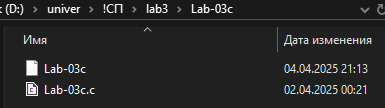 (D:) > univer > !СП > lab3 > Lab-03c
Имя Дата изменения
Lab-03c 04.04.2025 21:13
Lab-03c.c 02.04.2025 00:21